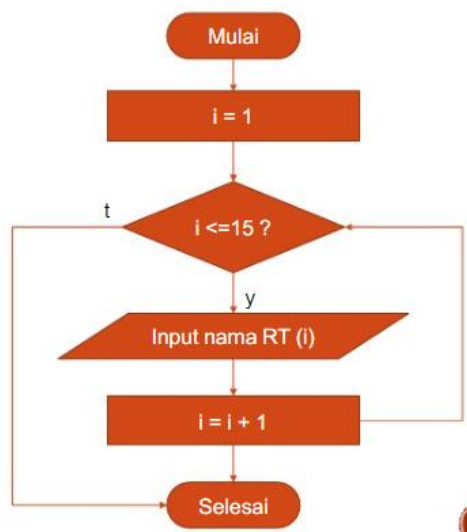 Mulai
i = 1
t
i <=15 ?
y
Input nama RT (i)
i = i + 1
Selesai